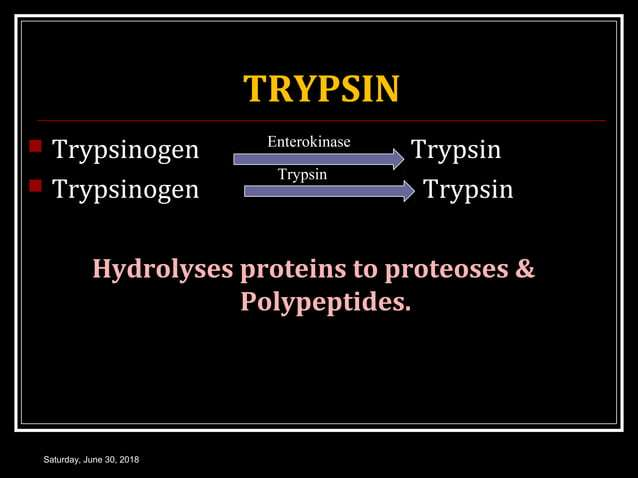 TRYPSIN
Trypsinogen Enterokinase Trypsin
Trypsinogen Trypsin Trypsin
Hydrolyses proteins to proteoses &
Polypeptides.
Saturday, June 30, 2018